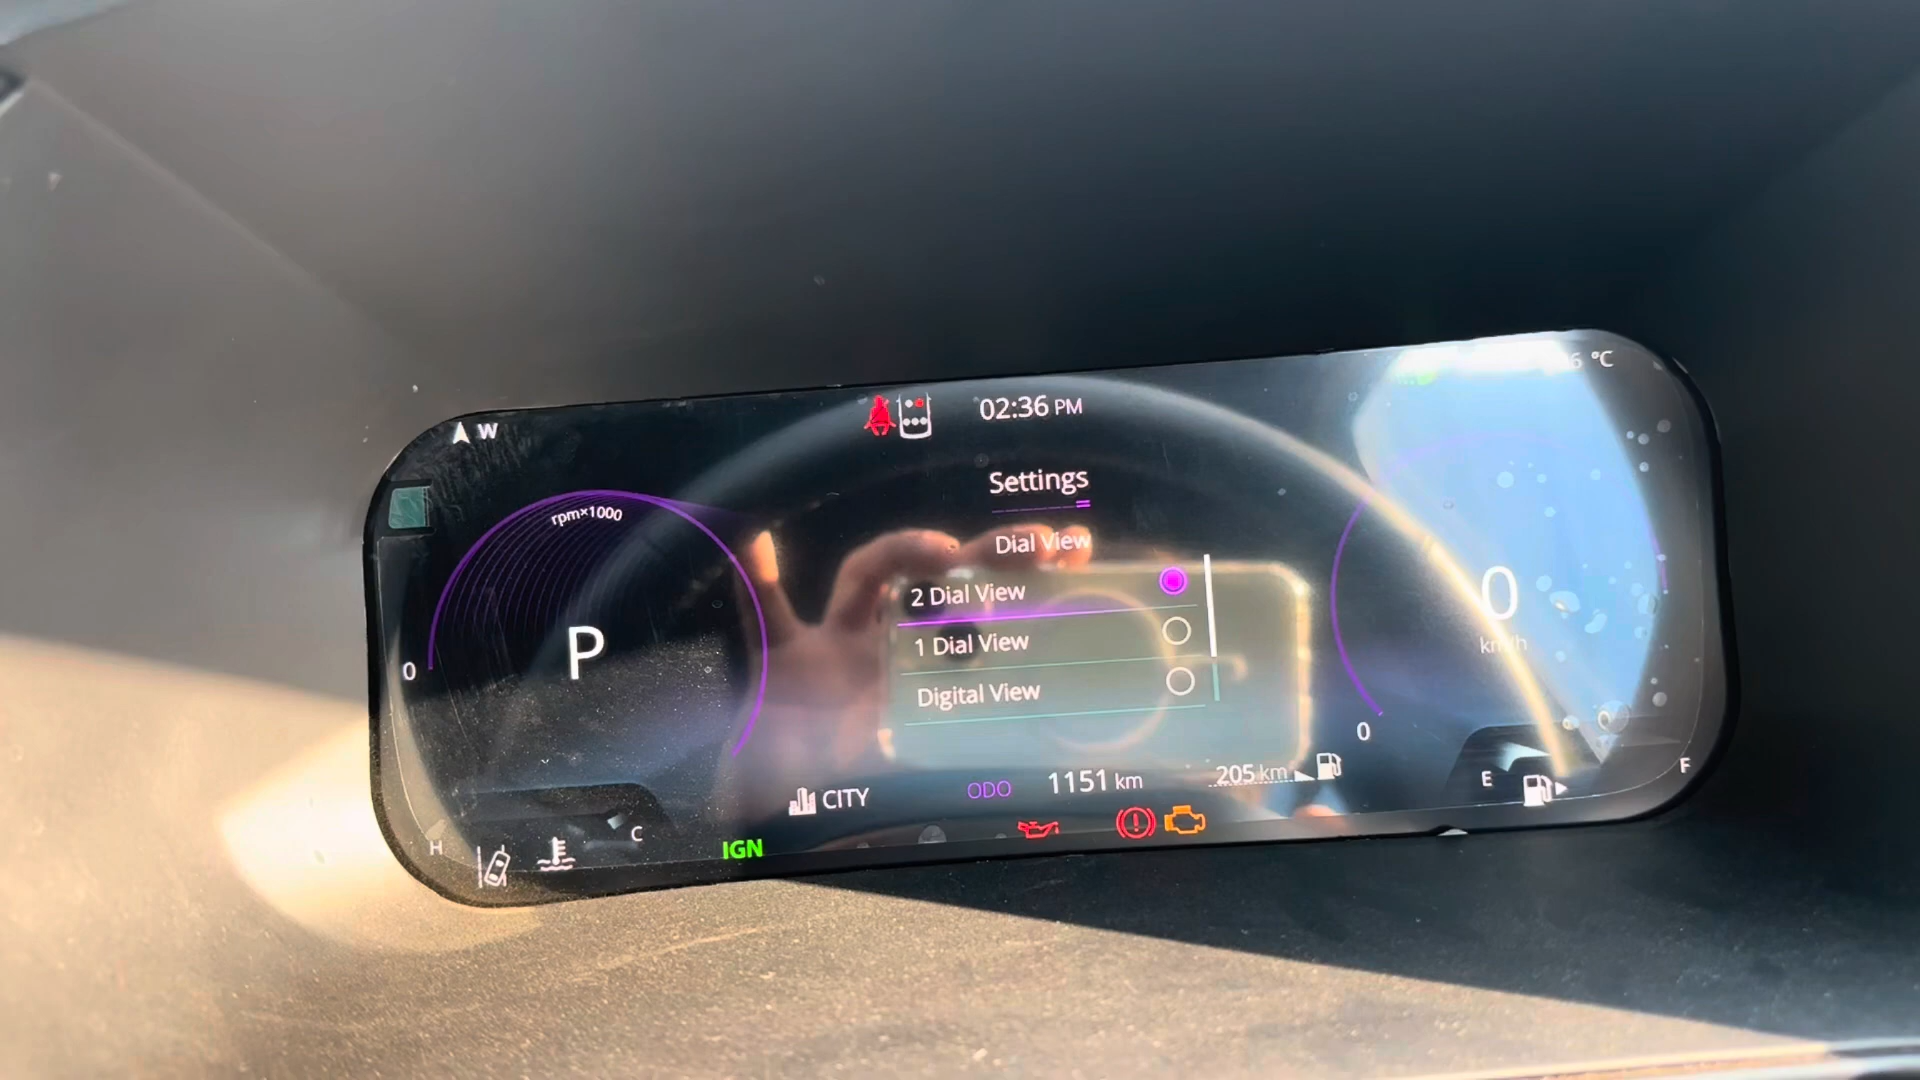 W
02:36 PM
6 °C
Settings
rpm×1000
Dial View
2 Dial View
1 Dial View
Digital View
0
P
0
km/h
0
CITY
ODO 1151 km
205 km
E
F
H
C
IGN